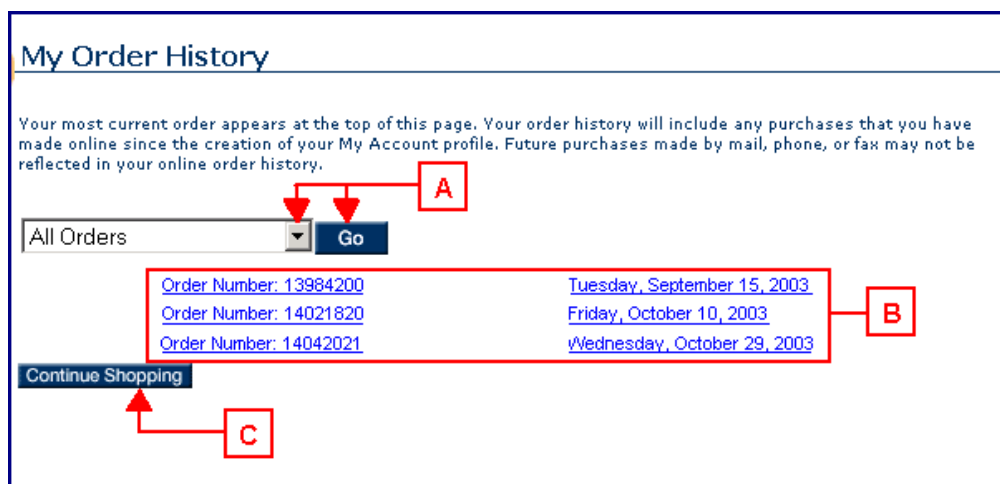 My Order History
Your most current order appears at the top of this page. Your order history will include any purchases that you have
made online since the creation of your My Account profile. Future purchases made by mail, phone, or fax may not be
reflected in your online order history.
A
All Orders Go
Order Number: 13984200 Tuesday, September 15, 2003
Order Number: 14021820 Friday, October 10, 2003
B
Order Number: 14042021 Wednesday, October 29, 2003
Continue Shopping
C